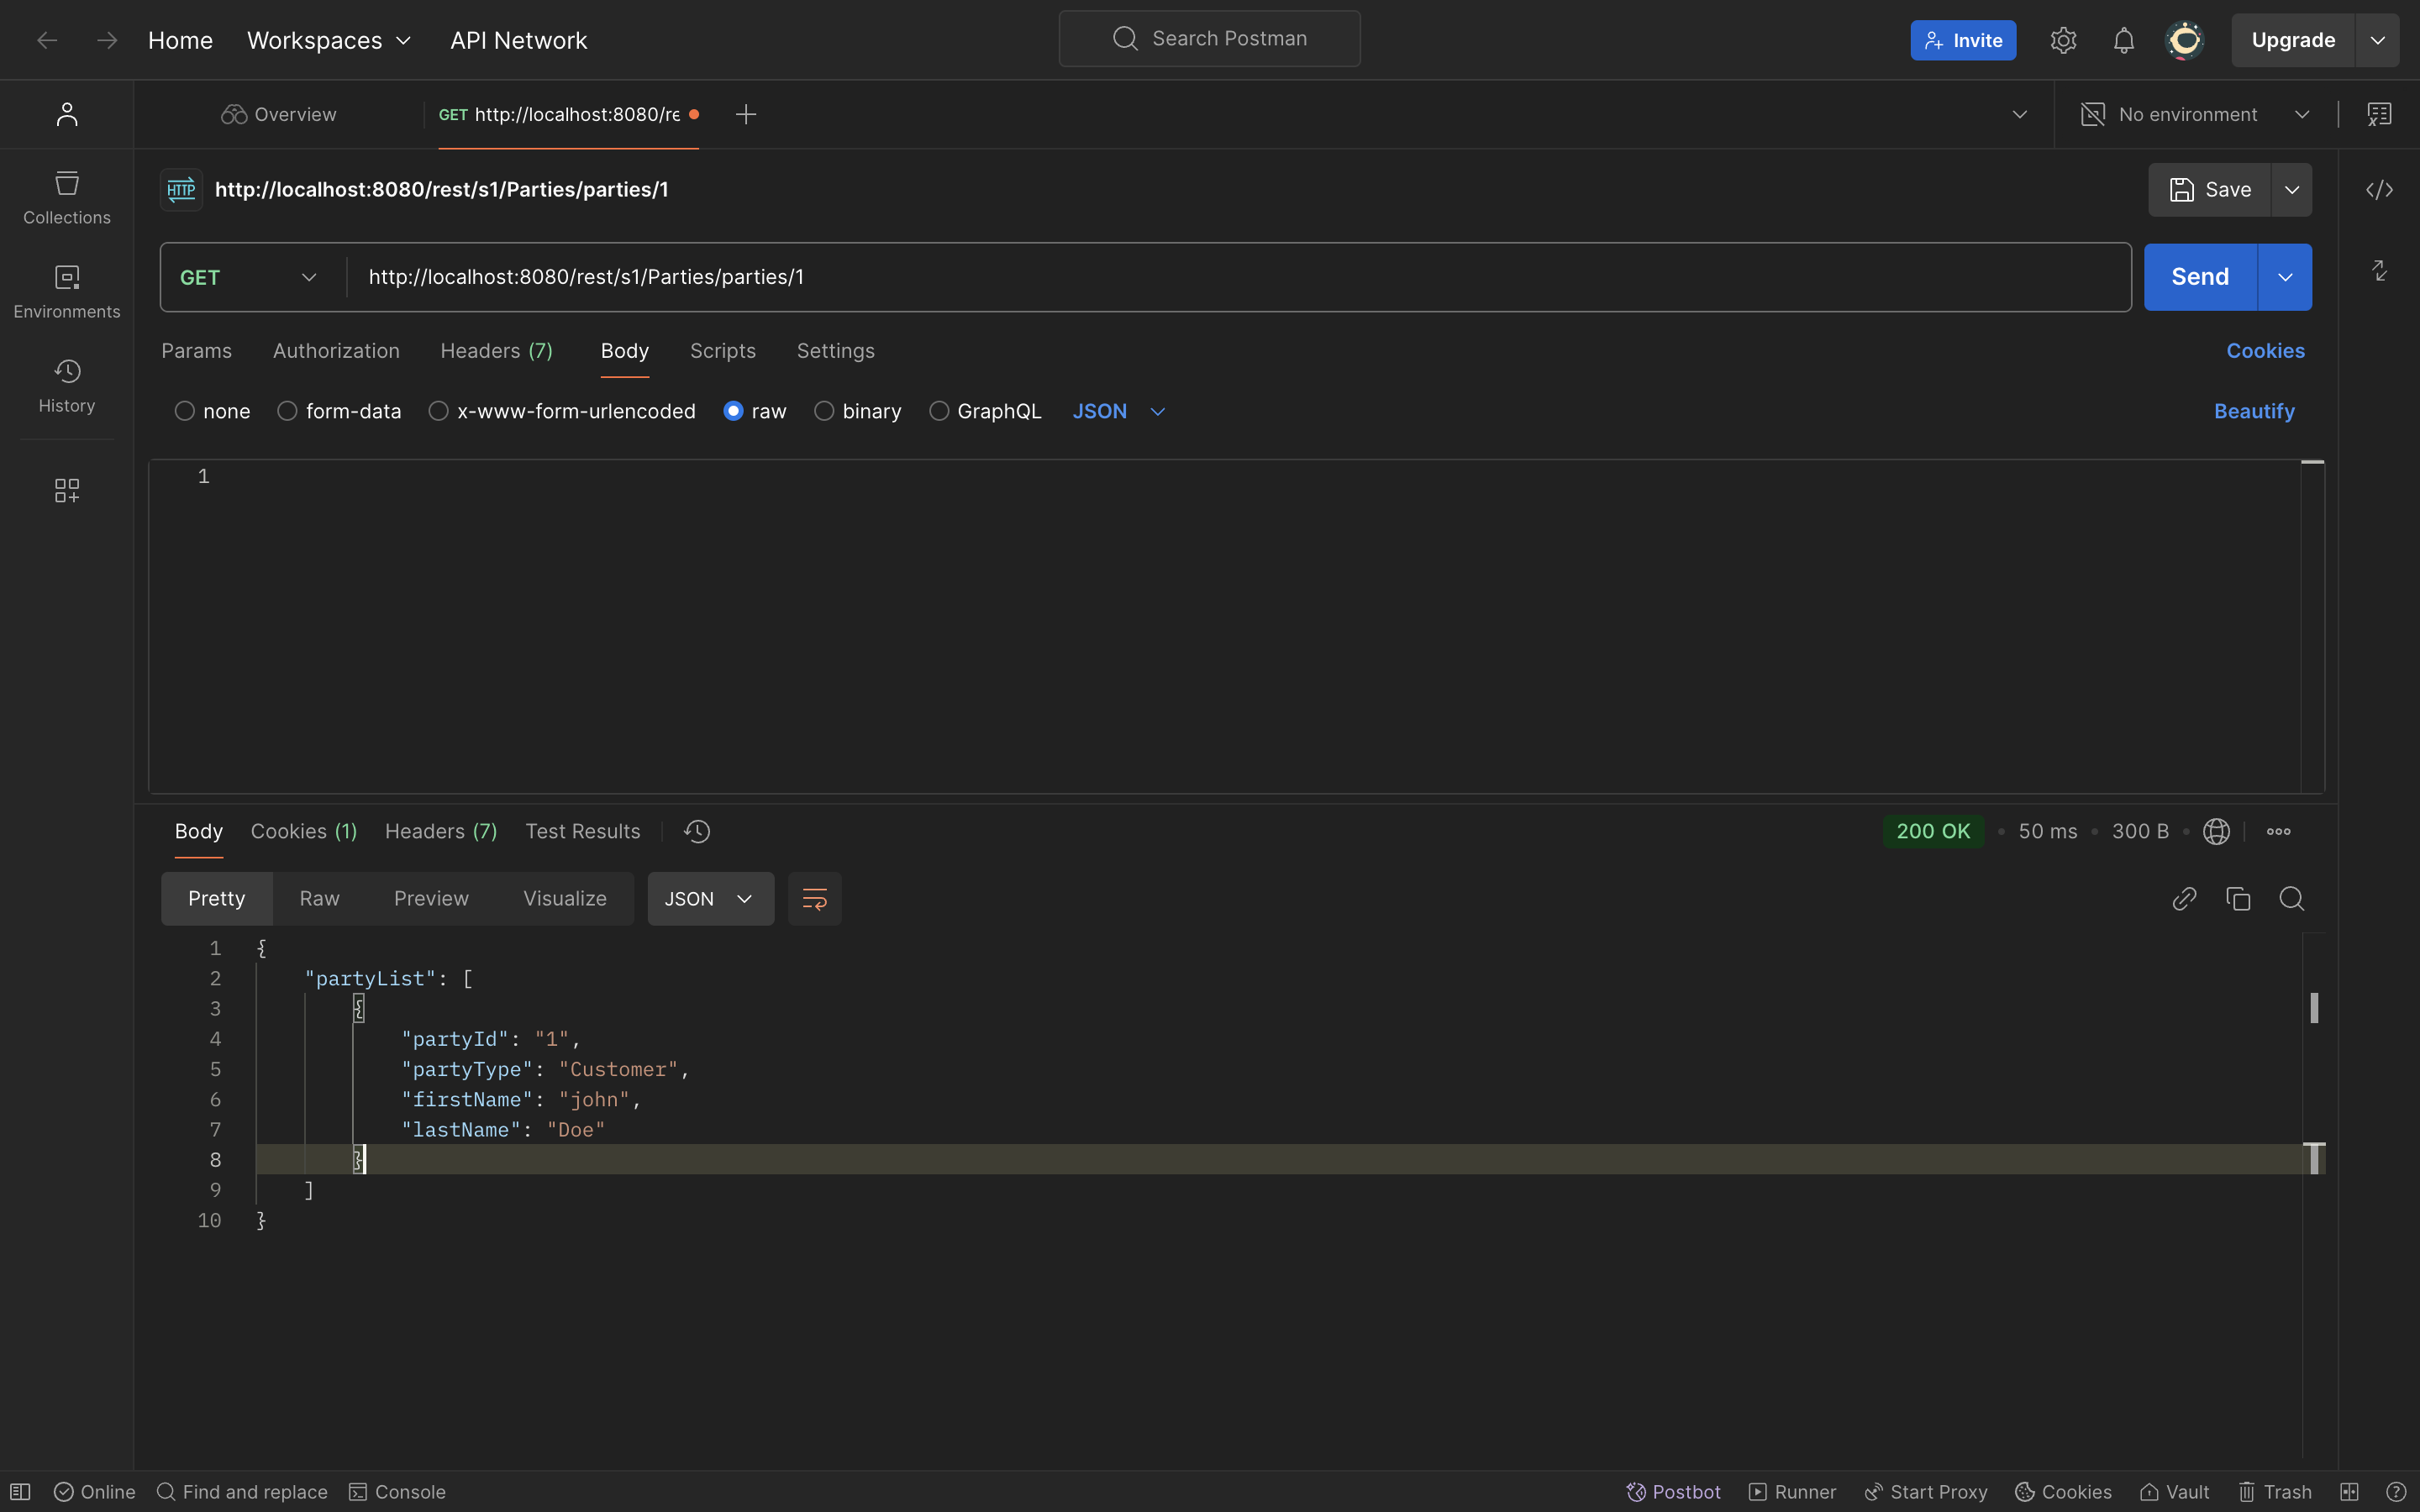 Home Workspaces API Network Search Postman Invite Upgrade
Overview GET http://localhost:8080/re No environment
HTTP http://localhost:8080/rest/s1/Parties/parties/1 Save
Collections
GET http://localhost:8080/rest/s1/Parties/parties/1 Send
Environments
Params Authorization Headers (7) Body Scripts Settings Cookies
History
none form-data x-www-form-urlencoded raw binary GraphQL JSON Beautify
1
Body Cookies (1) Headers (7) Test Results 200 OK • 50 ms • 300 B •
Pretty Raw Preview Visualize JSON
1 {
2 "partyList": [
3 {
4 "partyId": "1",
5 "partyType": "Customer",
6 "firstName": "john",
7 "lastName": "Doe"
8 }
9 ]
10 }
Online Find and replace Console Postbot Runner Start Proxy Cookies Vault Trash